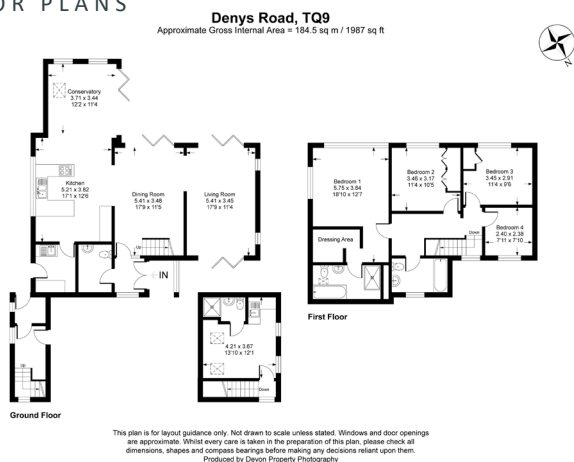 OR PLANS
Denys Road, TQ9
Approximate Gross Internal Area = 184.5 sq m / 1987 sq ft
N
Conservatory
3.71 x 3.44
12'2 x 11'4
Kitchen
5.21 x 3.82
17'1 x 12'6
Dining Room
5.41 x 3.48
17'9 x 11'5
Living Room
5.41 x 3.45
17'9 x 11'4
Up
IN
Up
4.21 x 3.67
13'10 x 12'1
Down
Ground Floor
Bedroom 1
5.75 x 3.84
18'10 x 12'7
Bedroom 2
3.46 x 3.17
11'4 x 10'5
Bedroom 3
3.45 x 2.91
11'4 x 9'6
Bedroom 4
2.40 x 2.38
7'11 x 7'10
Down
Dressing Area
First Floor
This plan is for layout guidance only. Not drawn to scale unless stated. Windows and door openings
are approximate. Whilst every care is taken in the preparation of this plan, please check all
dimensions, shapes and compass bearings before making any decisions reliant upon them.
Produced by Devon Property Photography